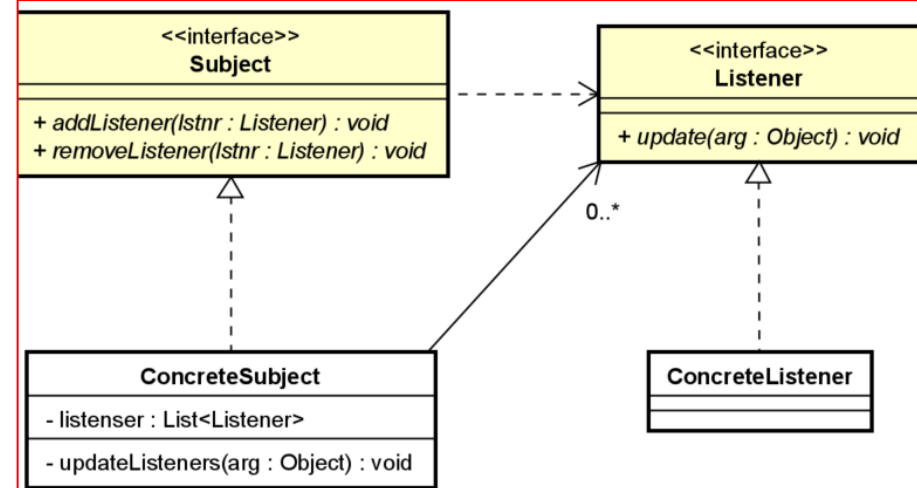 <<interface>>
Subject
+ addListener(lstnr : Listener) : void
+ removeListener(lstnr : Listener) : void
<<interface>>
Listener
+ update(arg : Object) : void
0..*
ConcreteSubject
- listenser : List<Listener>
- updateListeners(arg : Object) : void
ConcreteListener